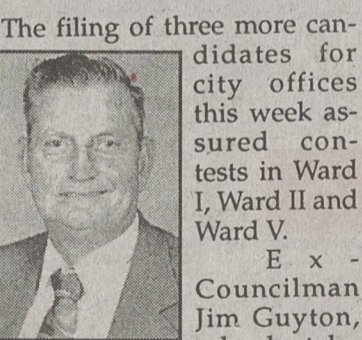 The filing of three more can-
didates for
city offices
this week as-
sured con-
tests in Ward
I, Ward II and
Ward V.
E x -
Councilman
Jim Guyton,